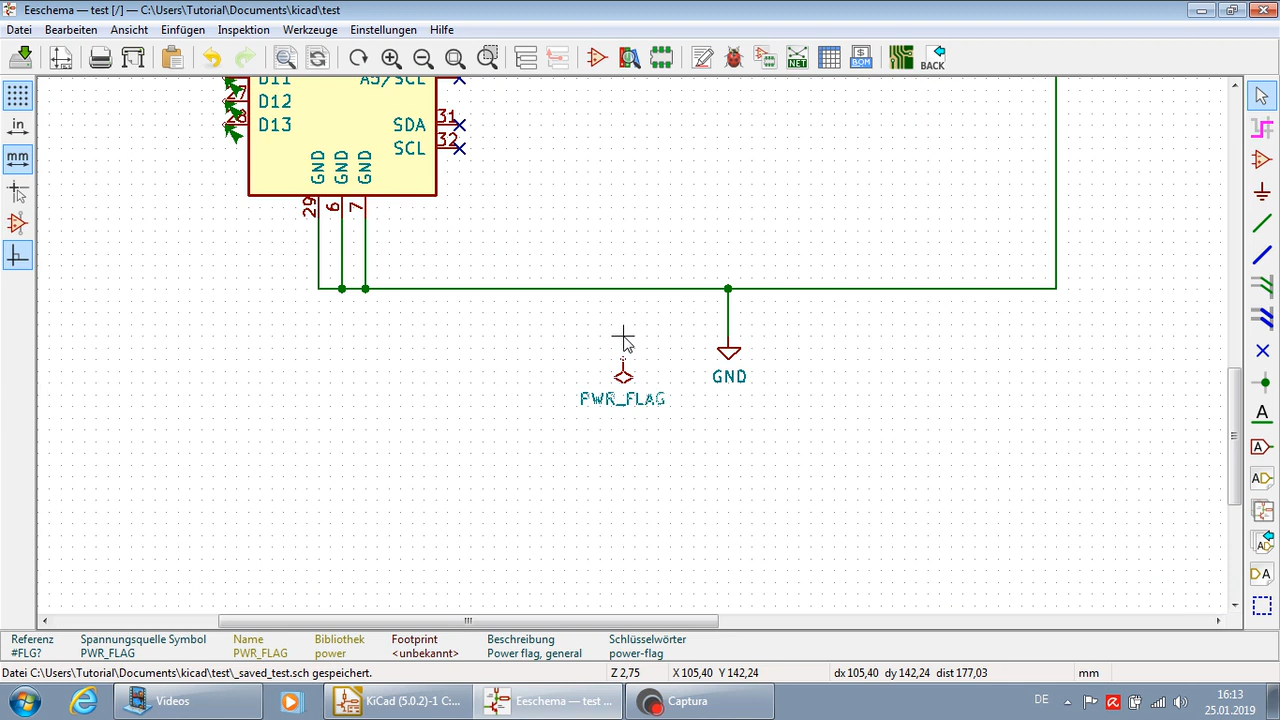 Eeschema — test [/] — C:\Users\Tutorial\Documents\kicad\test
Datei Bearbeiten Ansicht Einfügen Inspektion Werkzeuge Einstellungen Hilfe
NET
BOM
BACK
D11 A5/SCL
27 D12
28 D13 SDA 31
SCL 32
GND GND GND
29 6 7
in
mm
PWR_FLAG
GND
A
A
AD
AD
DA
Referenz Spannungsquelle Symbol Name Bibliothek Footprint Beschreibung Schlüsselwörter
#FLG? PWR_FLAG PWR_FLAG power <unbekannt> Power flag, general power-flag
Datei C:\Users\Tutorial\Documents\kicad\test\_saved_test.sch gespeichert. Z 2,75 X 105,40 Y 142,24 dx 105,40 dy 142,24 dist 177,03 mm
Videos KiCad (5.0.2)-1 C:... Eeschema — test ... Captura DE 16:13
25.01.2019